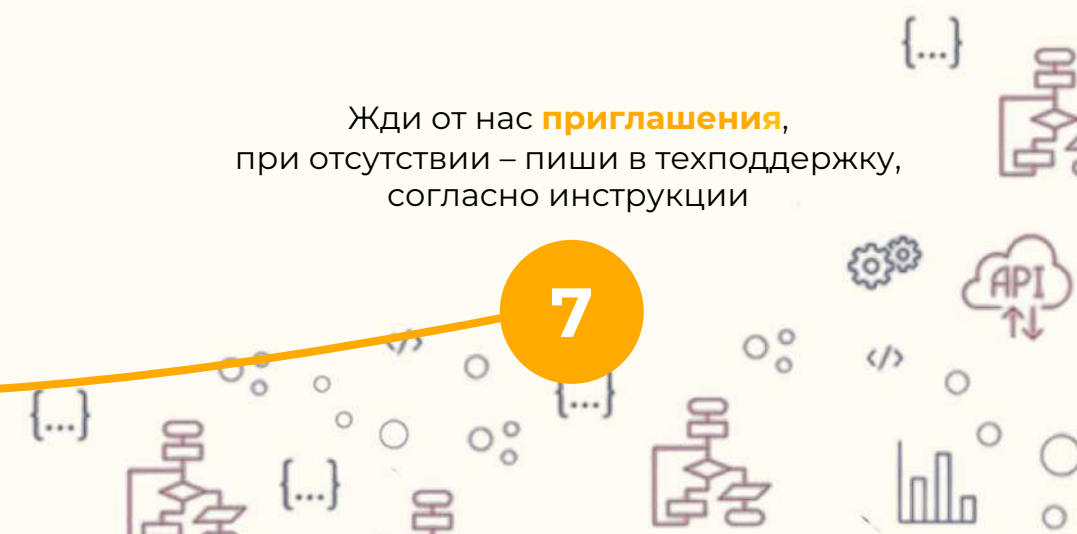 {...}
Жди от нас приглашения,
при отсутствии – пиши в техподдержку,
согласно инструкции
API
7
</>
</>
{...}
{...}
{...}